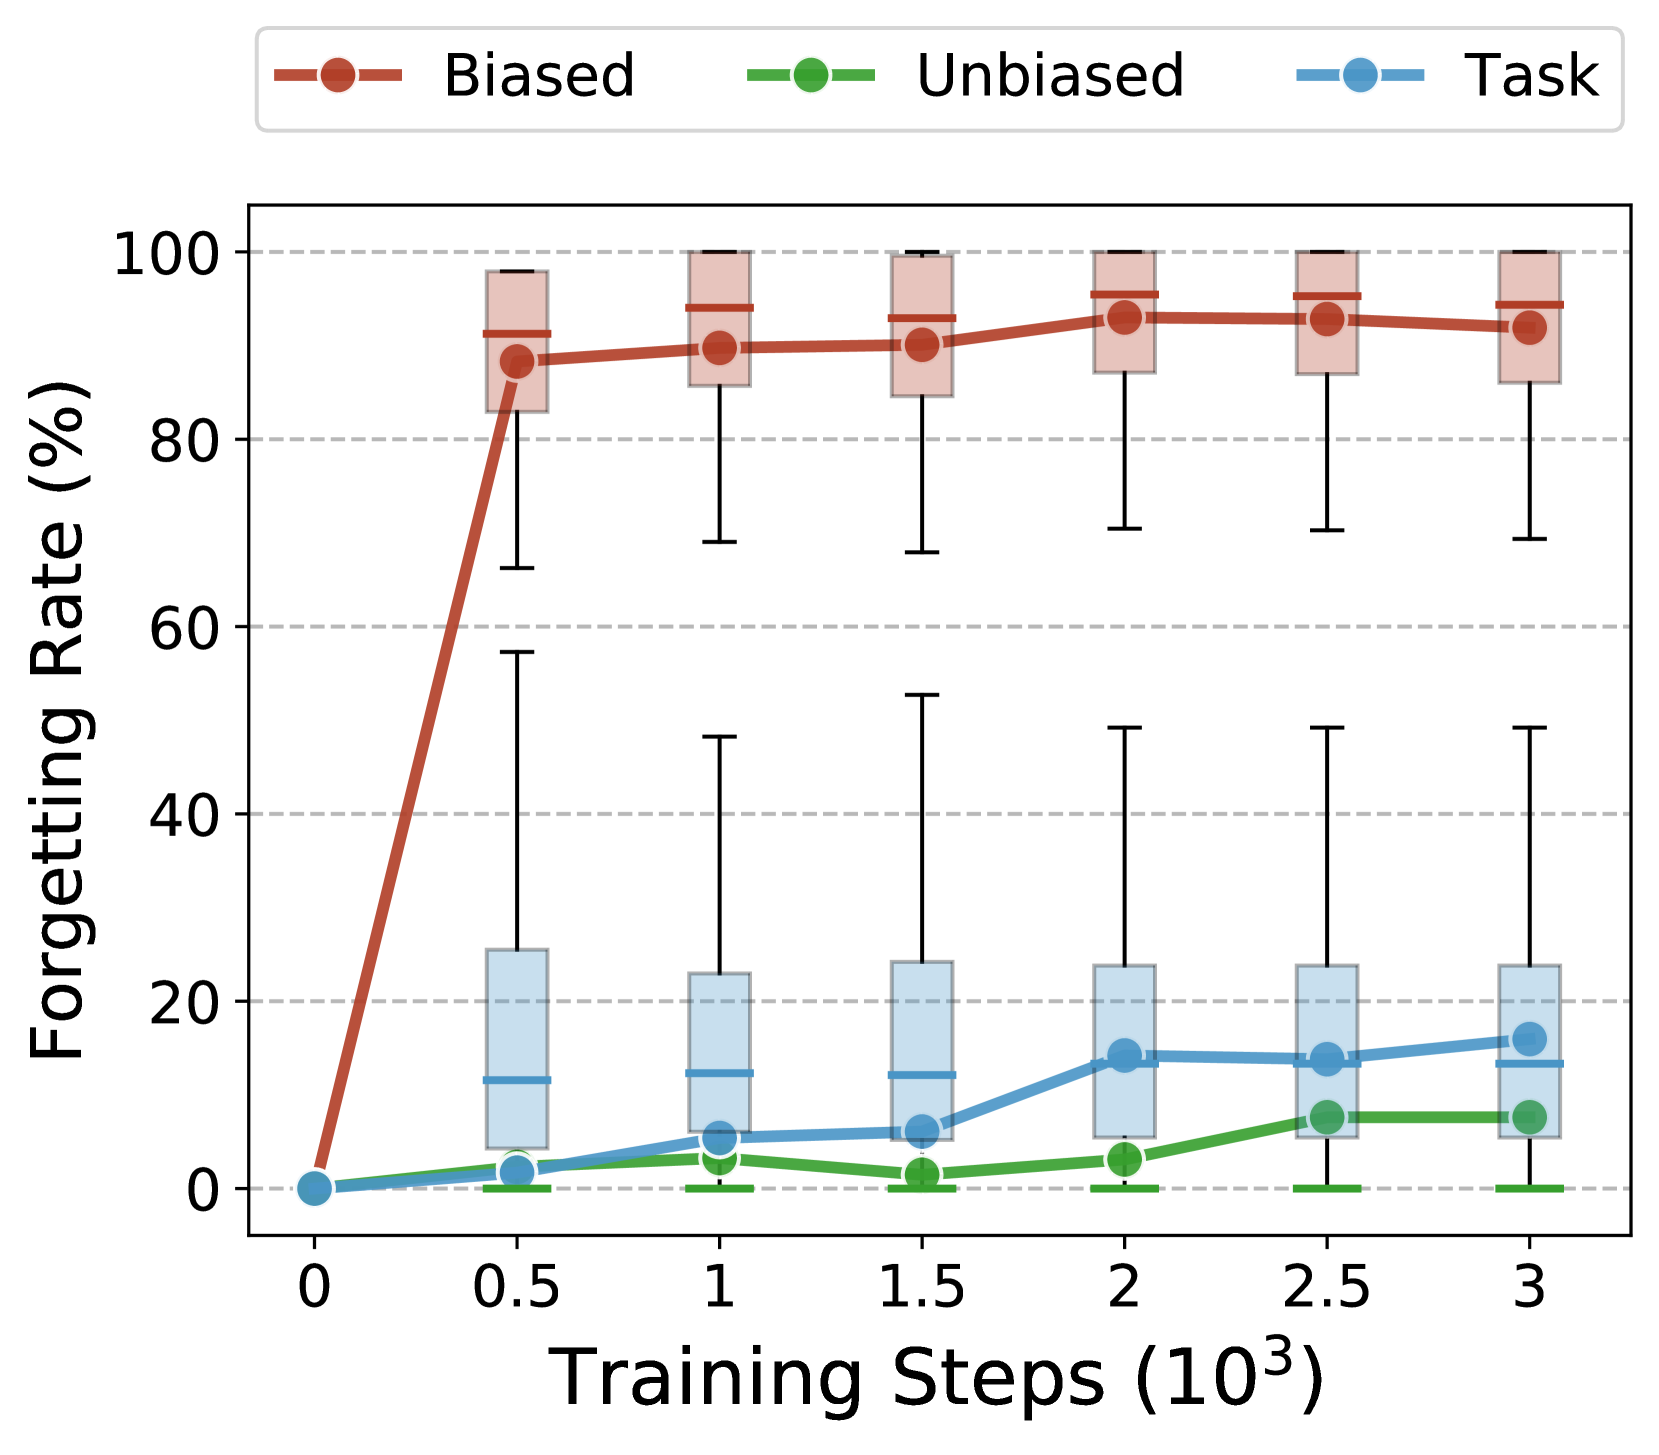 Biased Unbiased Task
Forgetting Rate (%)
100
80
60
40
20
0
0 0.5 1 1.5 2 2.5 3
Training Steps (10³)